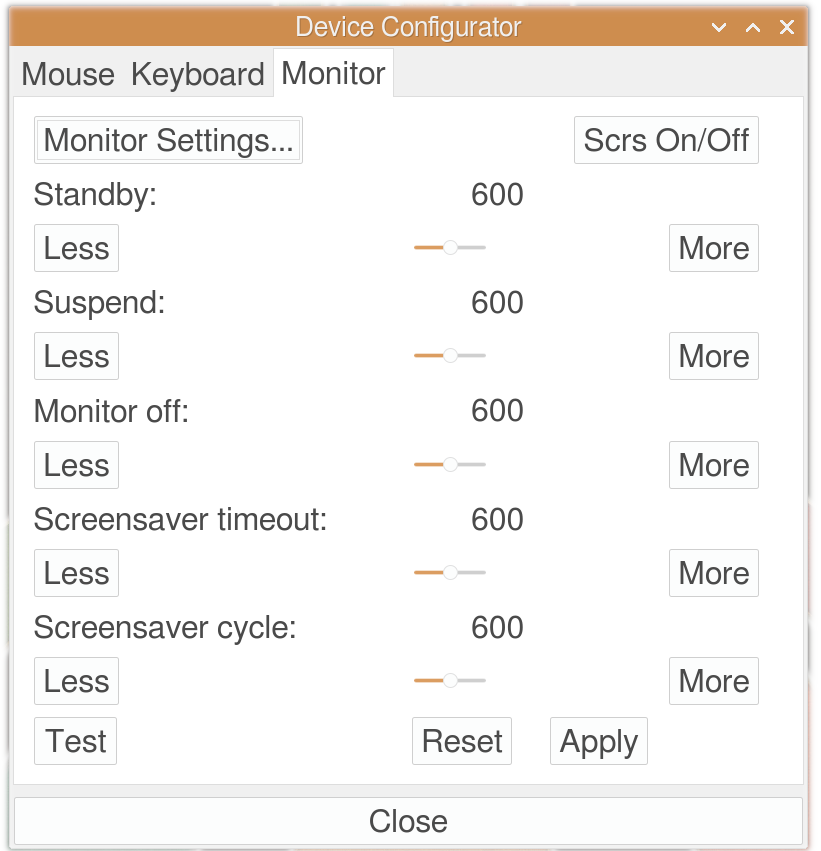 Device Configurator
Mouse Keyboard Monitor
Monitor Settings... Scrs On/Off
Standby: 600
Less More
Suspend: 600
Less More
Monitor off: 600
Less More
Screensaver timeout: 600
Less More
Screensaver cycle: 600
Less More
Test Reset Apply
Close